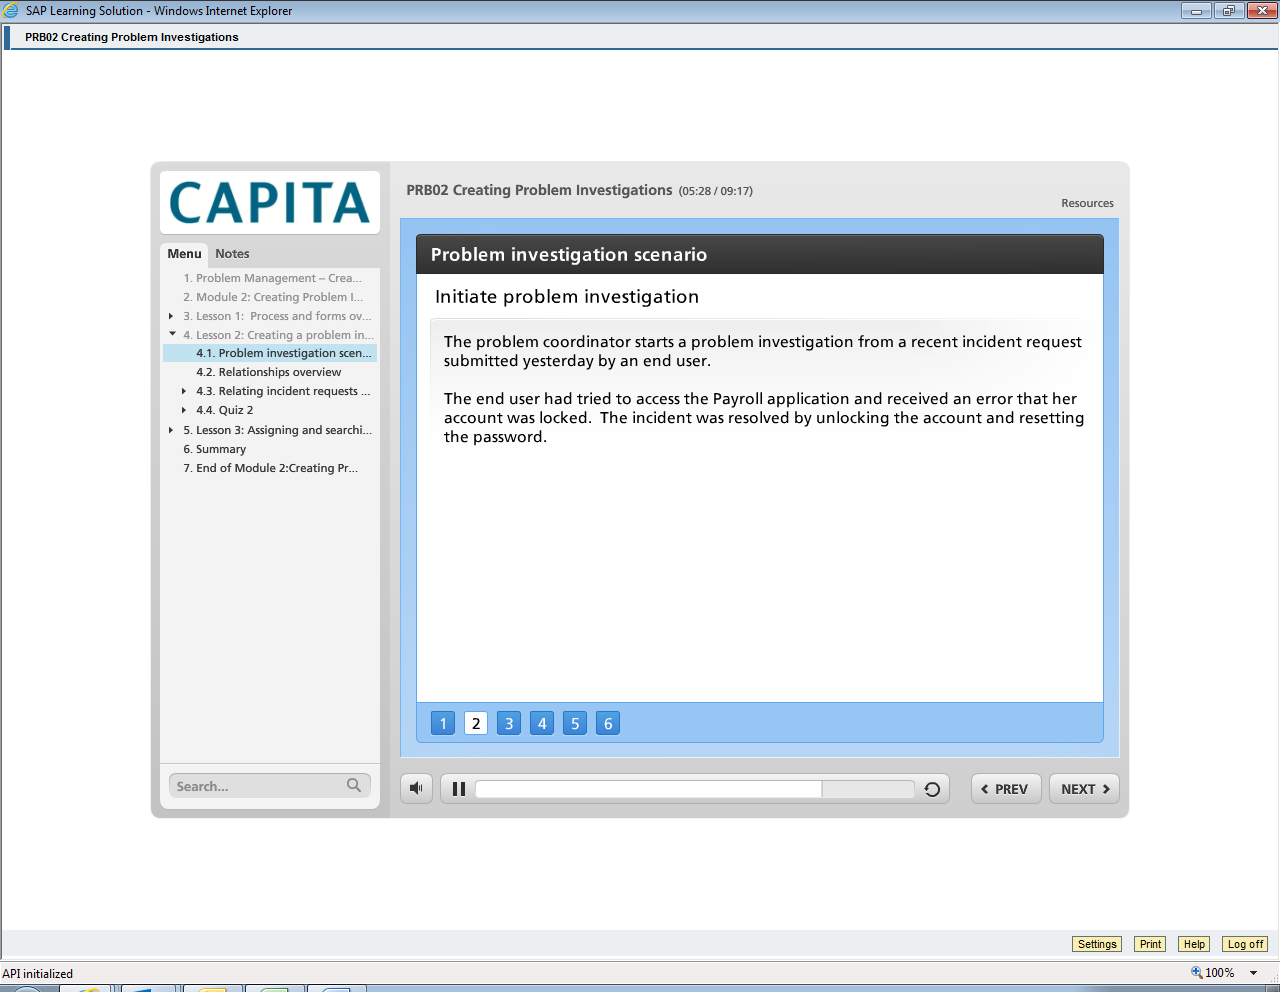 SAP Learning Solution - Windows Internet Explorer
PRB02 Creating Problem Investigations
CAPITA
PRB02 Creating Problem Investigations (05:28 / 09:17)
Resources
Menu Notes
1. Problem Management – Crea...
2. Module 2: Creating Problem I...
3. Lesson 1:  Process and forms ov...
4. Lesson 2: Creating a problem in...
4.1. Problem investigation scen...
4.2. Relationships overview
4.3. Relating incident requests ...
4.4. Quiz 2
5. Lesson 3: Assigning and searchi...
6. Summary
7. End of Module 2:Creating Pr...
Search...
Problem investigation scenario
Initiate problem investigation
The problem coordinator starts a problem investigation from a recent incident request
submitted yesterday by an end user.
The end user had tried to access the Payroll application and received an error that her
account was locked.  The incident was resolved by unlocking the account and resetting
the password.
1 2 3 4 5 6
PREV NEXT
Settings Print Help Log off
API initialized
100%